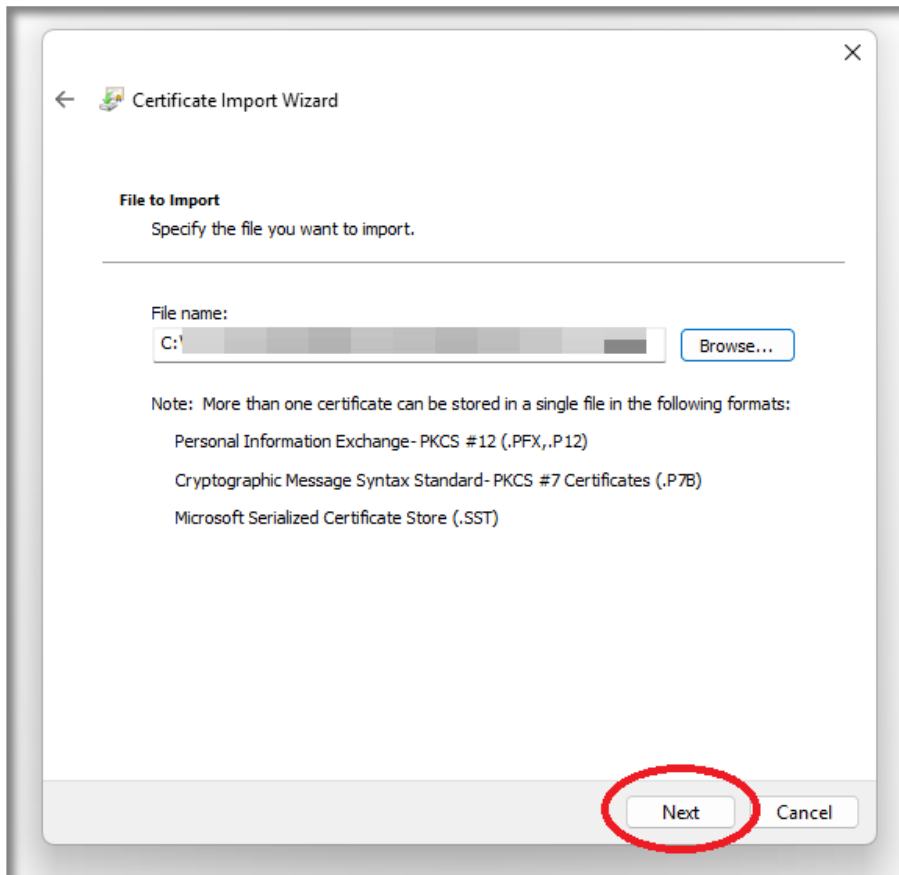 Certificate Import Wizard
File to Import
Specify the file you want to import.
File name:
C:\
Browse...
Note: More than one certificate can be stored in a single file in the following formats:
Personal Information Exchange- PKCS #12 (.PFX,.P12)
Cryptographic Message Syntax Standard- PKCS #7 Certificates (.P7B)
Microsoft Serialized Certificate Store (.SST)
Next
Cancel